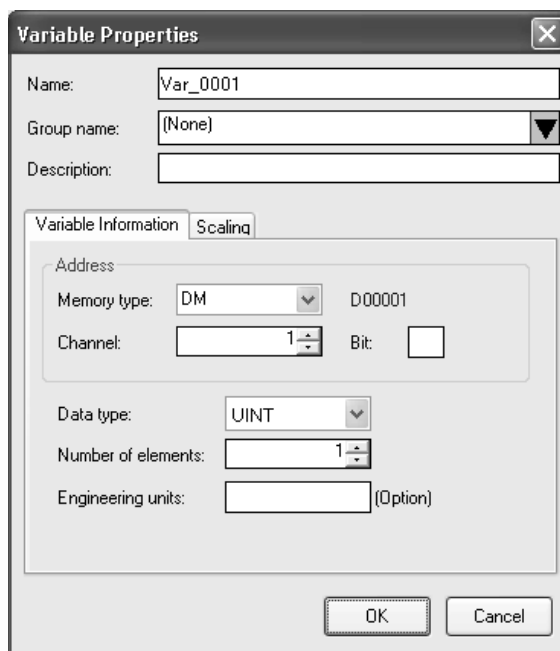 Variable Properties
Name: Var_0001
Group name: (None)
Description:
Variable Information Scaling
Address
Memory type: DM D00001
Channel: 1 Bit:
Data type: UINT
Number of elements: 1
Engineering units: (Option)
OK Cancel